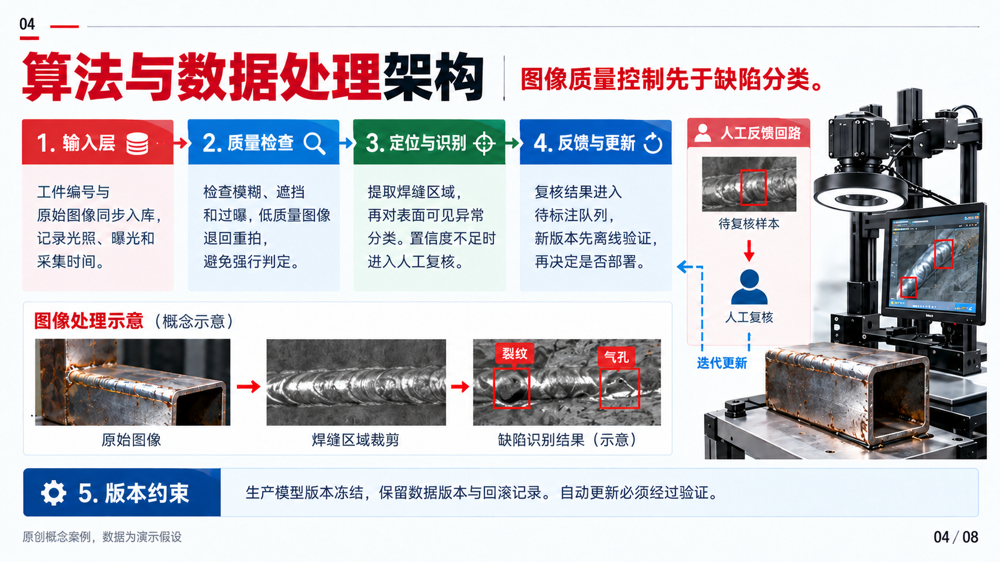 04
算法与数据处理架构
图像质量控制先于缺陷分类。
1. 输入层
工件编号与
原始图像同步入库，
记录光照、曝光和
采集时间。
2. 质量检查
检查模糊、遮挡
和过曝，低质量图像
退回重拍，
避免强行判定。
3. 定位与识别
提取焊缝区域，
再对表面可见异常
分类。置信度不足时
进入人工复核。
4. 反馈与更新
复核结果进入
待标注队列，
新版本先离线验证，
再决定是否部署。
人工反馈回路
待复核样本
人工复核
迭代更新
图像处理示意（概念示意）
原始图像
焊缝区域裁剪
裂纹
气孔
缺陷识别结果（示意）
5. 版本约束
生产模型版本冻结，保留数据版本与回滚记录。自动更新必须经过验证。
原创概念案例，数据为演示假设
04 / 08